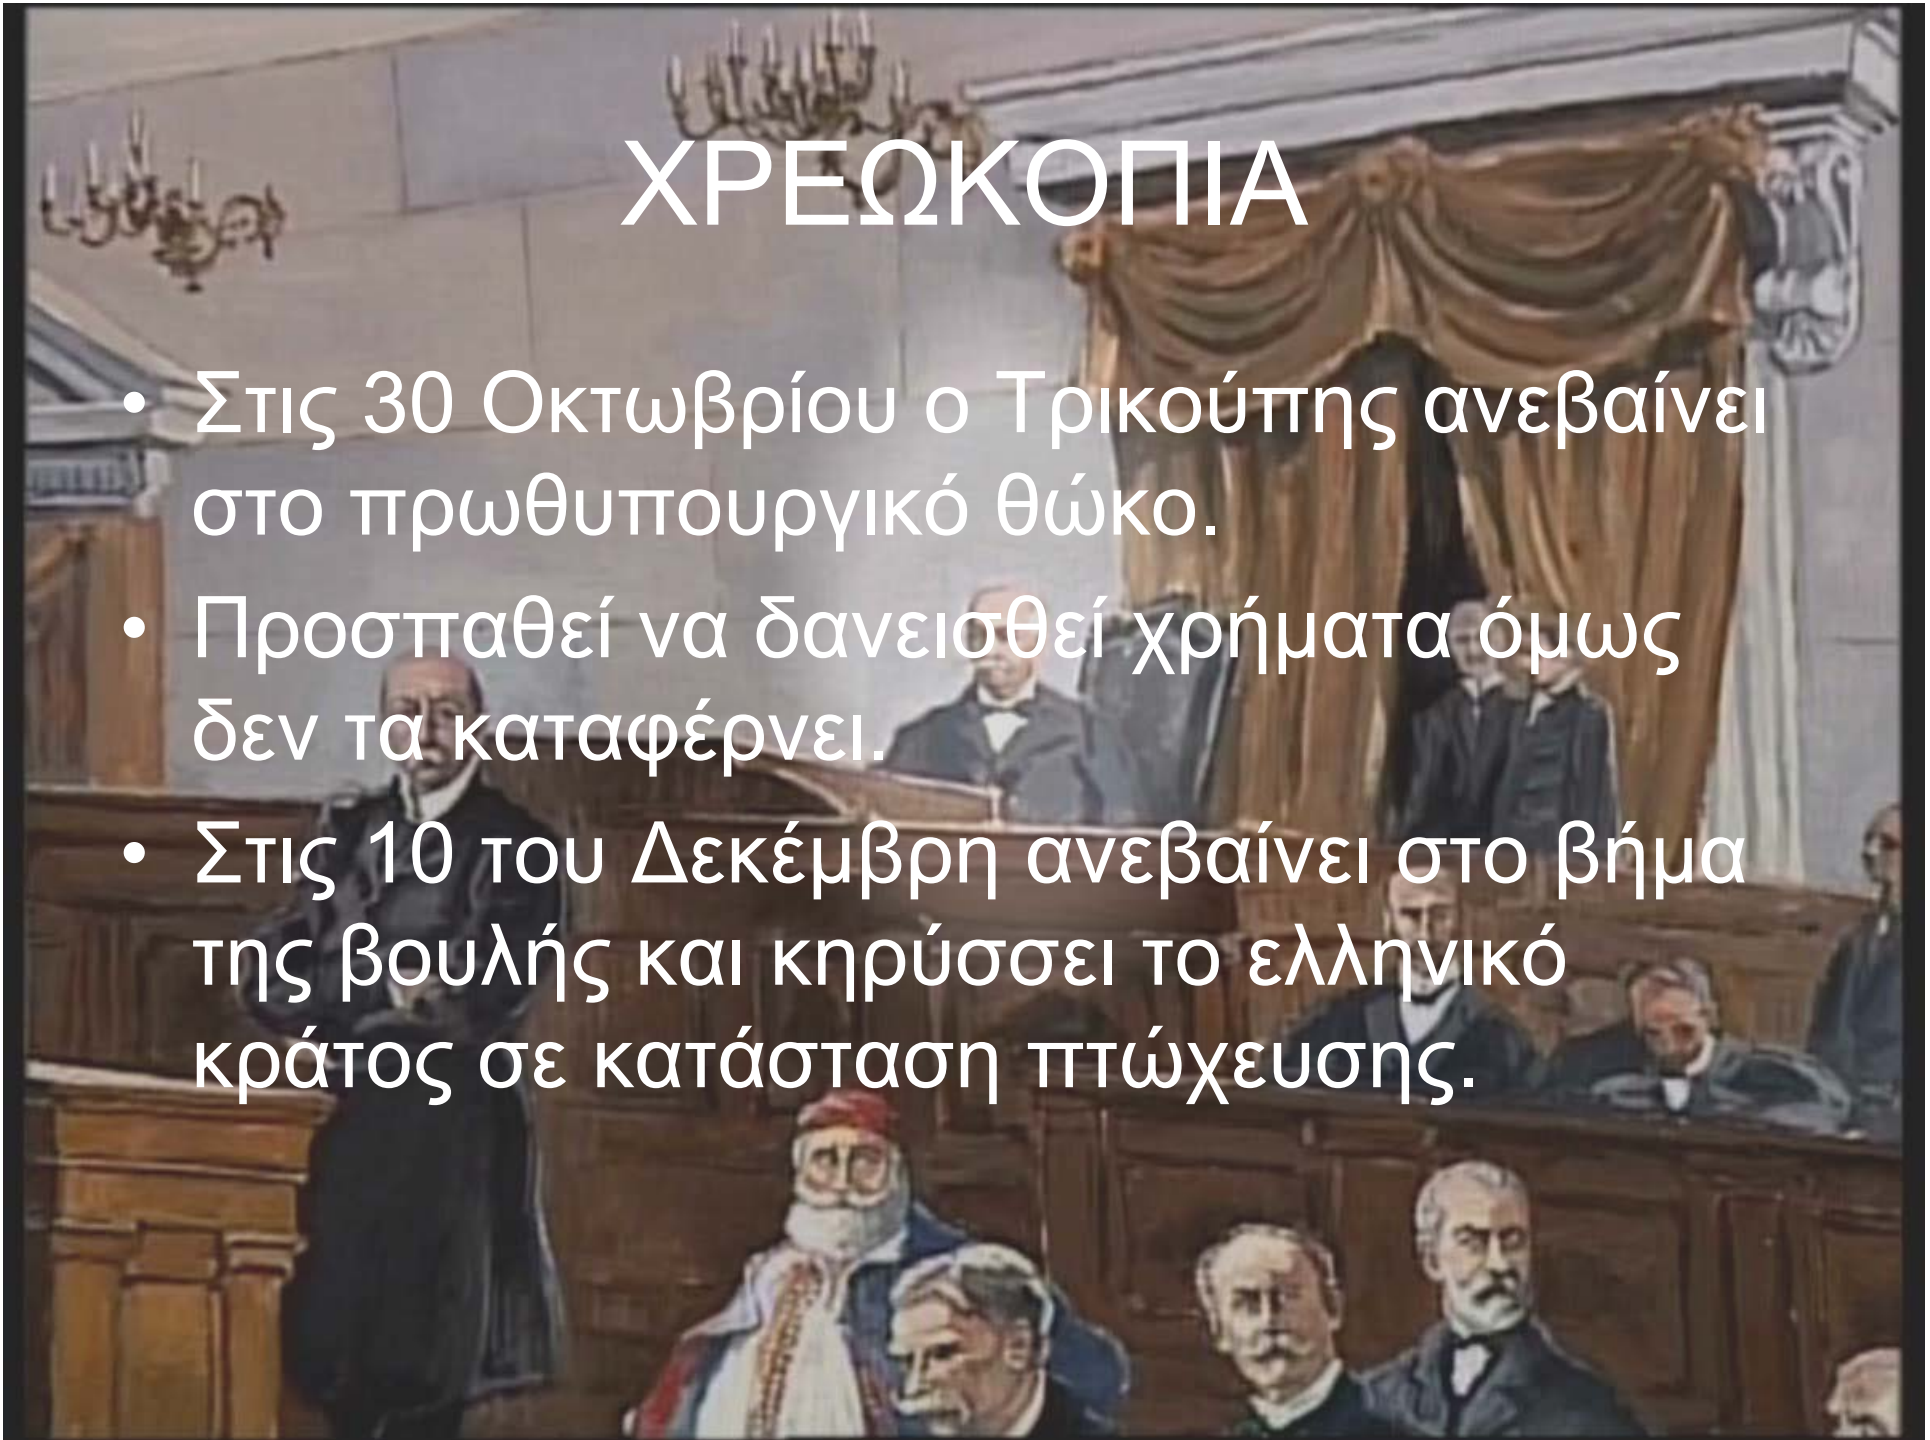 ΧΡΕΩΚΟΠΙΑ
• Στις 30 Οκτωβρίου ο Τρικούπης ανεβαίνει
στο πρωθυπουργικό θώκο.
• Προσπαθεί να δανεισθεί χρήματα όμως
δεν τα καταφέρνει.
• Στις 10 του Δεκέμβρη ανεβαίνει στο βήμα
της βουλής και κηρύσσει το ελληνικό
κράτος σε κατάσταση πτώχευσης.